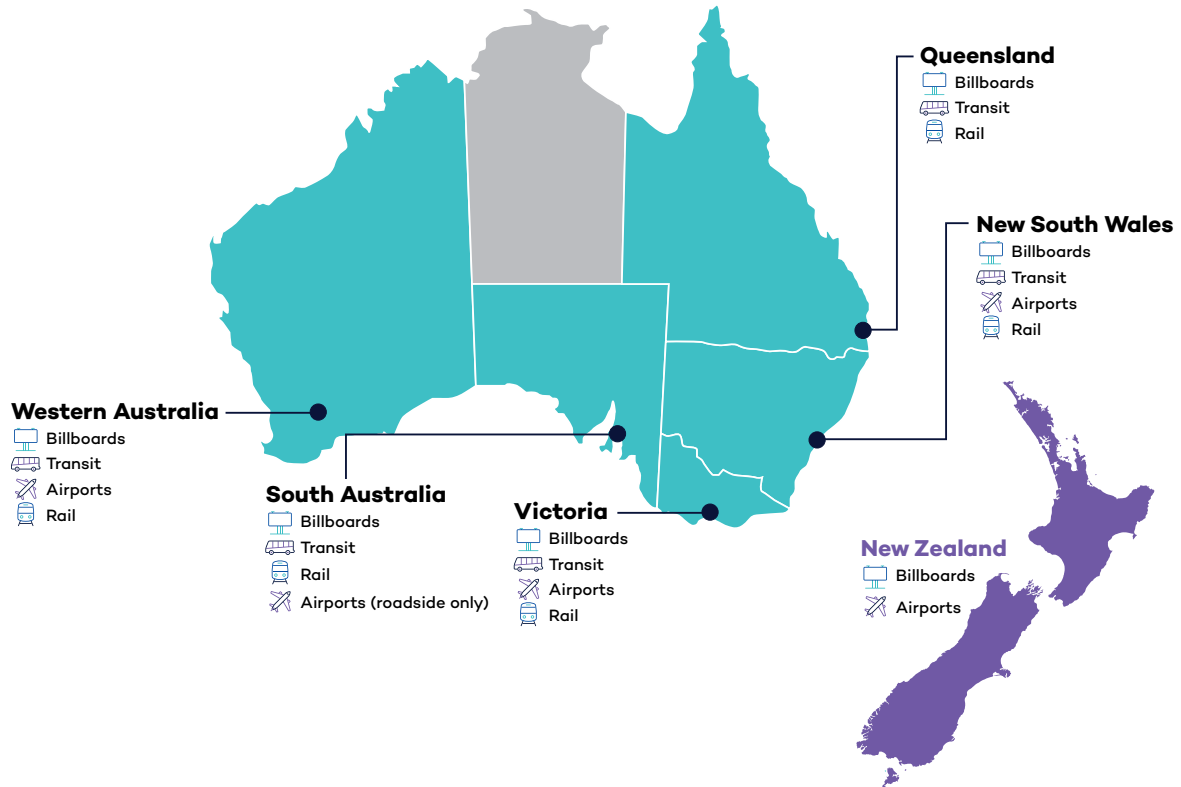 Queensland
Billboards
Transit
Rail
New South Wales
Billboards
Transit
Airports
Rail
Western Australia
Billboards
Transit
Airports
Rail
South Australia
Billboards
Transit
Rail
Airports (roadside only)
Victoria
Billboards
Transit
Airports
Rail
New Zealand
Billboards
Airports